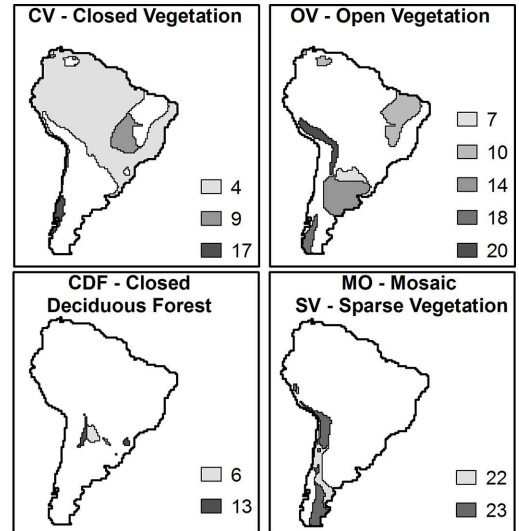 CV - Closed Vegetation
4
9
17
OV - Open Vegetation
7
10
14
18
20
CDF - Closed
Deciduous Forest
6
13
MO - Mosaic
SV - Sparse Vegetation
22
23